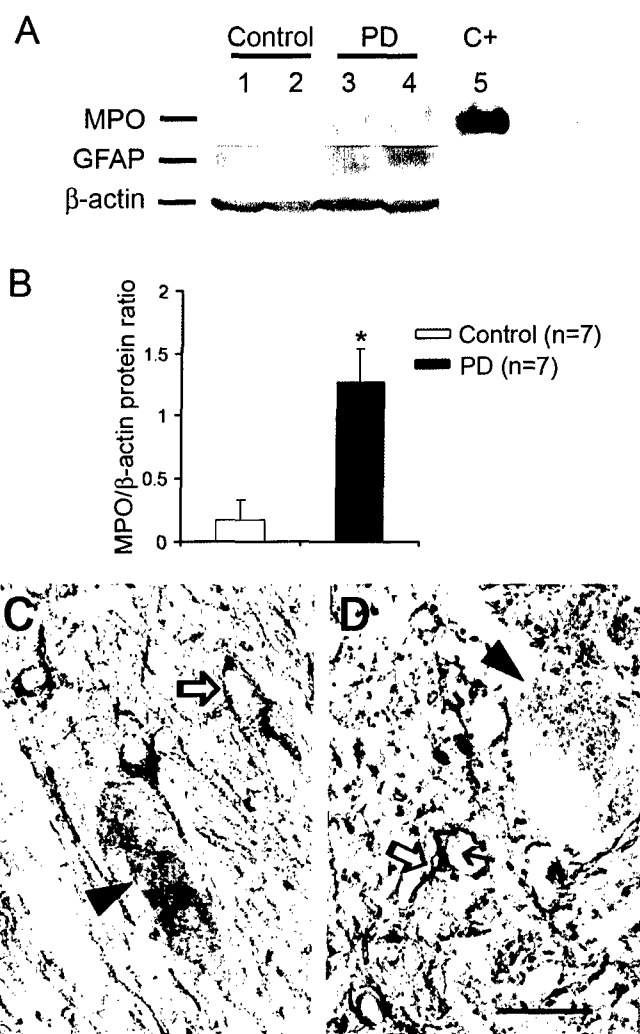 A
Control PD C+
1 2 3 4 5
MPO
GFAP
β-actin
B
MPO/β-actin protein ratio
2
1.5
1
0.5
0
*
Control (n=7)
PD (n=7)
C
D